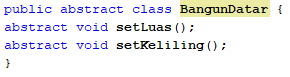 public abstract class BangunDatar {
abstract void setLuas();
abstract void setKeliling();
}